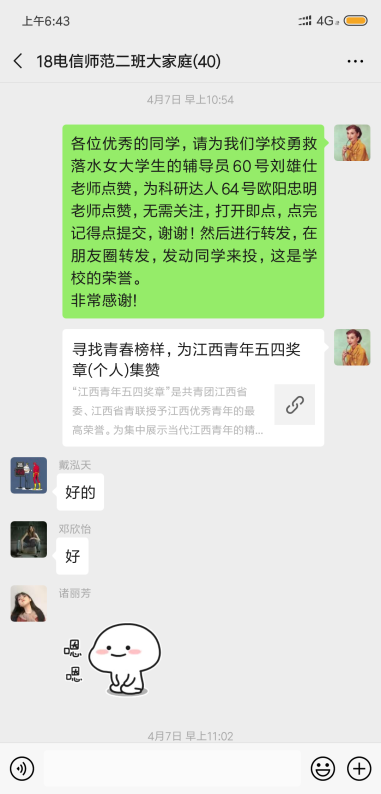 上午6:43
4G
18电信师范二班大家庭(40)
4月7日 早上10:54
各位优秀的同学，请为我们学校勇救
落水女大学生的辅导员60号刘雄仕
老师点赞，为科研达人64号欧阳忠明
老师点赞，无需关注，打开即点，点完
记得点提交，谢谢！然后进行转发，在
朋友圈转发，发动同学来投，这是学
校的荣誉。
非常感谢!
寻找青春榜样，为江西青年五四奖
章(个人)集赞
“江西青年五四奖章”是共青团江西省
委、江西省青联授予江西优秀青年的最
高荣誉。为集中展示当代江西青年的精...
戴泓天
好的
邓欣怡
好
诸丽芳
嗯
嗯
4月7日 早上11:02